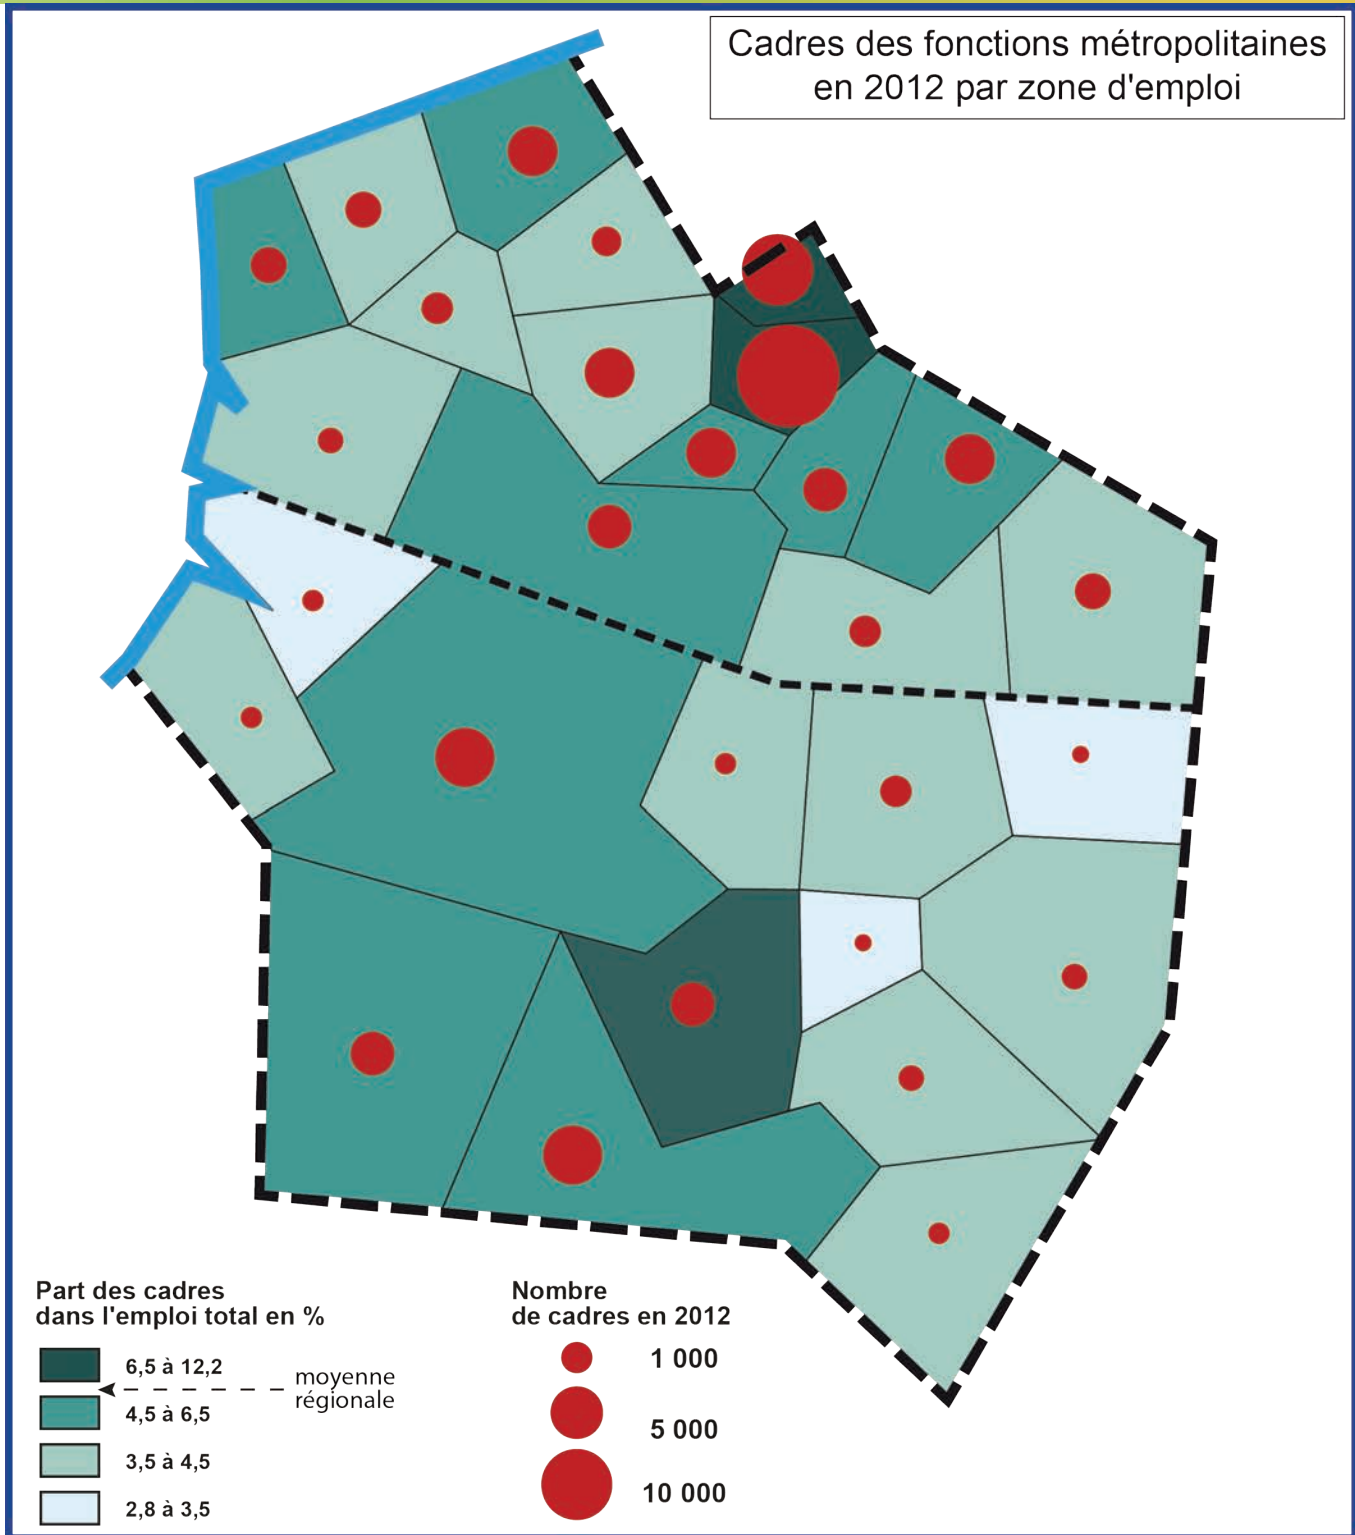 Cadres des fonctions métropolitaines
en 2012 par zone d'emploi
Part des cadres
dans l'emploi total en %
6,5 à 12,2
moyenne
régionale
4,5 à 6,5
3,5 à 4,5
2,8 à 3,5
Nombre
de cadres en 2012
1 000
5 000
10 000